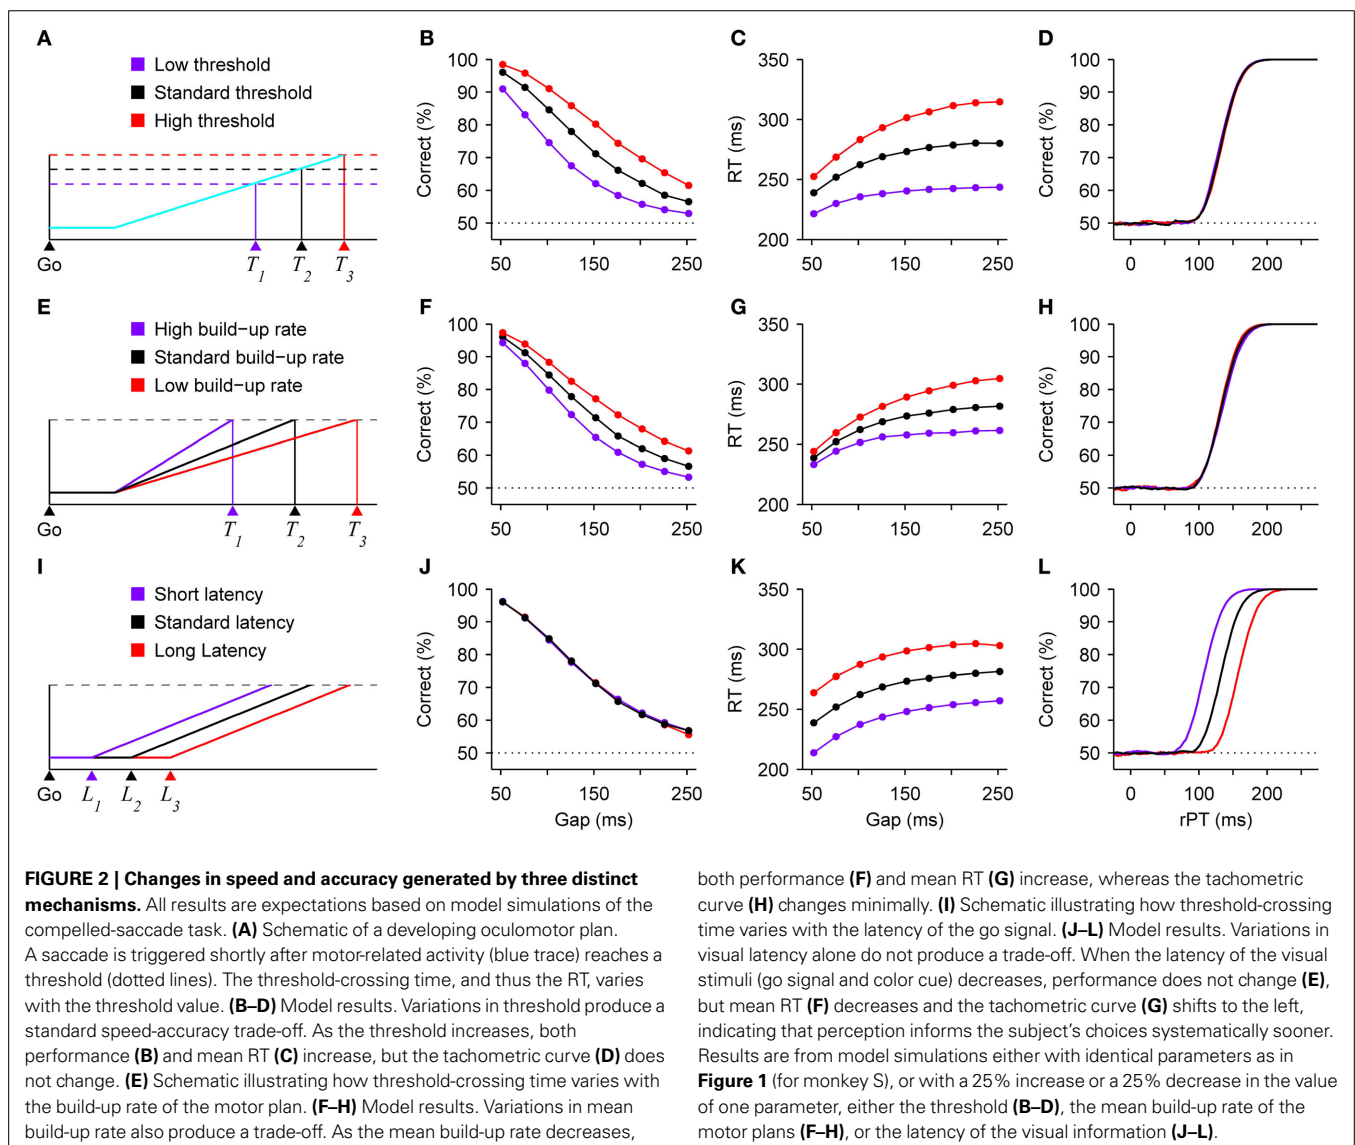 A
Low threshold
Standard threshold
High threshold
Go
T1
T2
T3
B
Correct (%)
100
90
80
70
60
50
50
150
250
C
RT (ms)
350
300
250
200
50
150
250
D
Correct (%)
100
90
80
70
60
50
0
100
200
E
High build-up rate
Standard build-up rate
Low build-up rate
Go
T1
T2
T3
F
Correct (%)
100
90
80
70
60
50
50
150
250
G
RT (ms)
350
300
250
200
50
150
250
H
Correct (%)
100
90
80
70
60
50
0
100
200
I
Short latency
Standard latency
Long Latency
Go
L1
L2
L3
J
Correct (%)
100
90
80
70
60
50
50
150
250
Gap (ms)
K
RT (ms)
350
300
250
200
50
150
250
Gap (ms)
L
Correct (%)
100
90
80
70
60
50
0
100
200
rPT (ms)
FIGURE 2 | Changes in speed and accuracy generated by three distinct
mechanisms. All results are expectations based on model simulations of the
compelled-saccade task. (A) Schematic of a developing oculomotor plan.
A saccade is triggered shortly after motor-related activity (blue trace) reaches a
threshold (dotted lines). The threshold-crossing time, and thus the RT, varies
with the threshold value. (B–D) Model results. Variations in threshold produce a
standard speed-accuracy trade-off. As the threshold increases, both
performance (B) and mean RT (C) increase, but the tachometric curve (D) does
not change. (E) Schematic illustrating how threshold-crossing time varies with
the build-up rate of the motor plan. (F–H) Model results. Variations in mean
build-up rate also produce a trade-off. As the mean build-up rate decreases,
both performance (F) and mean RT (G) increase, whereas the tachometric
curve (H) changes minimally. (I) Schematic illustrating how threshold-crossing
time varies with the latency of the go signal. (J–L) Model results. Variations in
visual latency alone do not produce a trade-off. When the latency of the visual
stimuli (go signal and color cue) decreases, performance does not change (E),
but mean RT (F) decreases and the tachometric curve (G) shifts to the left,
indicating that perception informs the subject's choices systematically sooner.
Results are from model simulations either with identical parameters as in
Figure 1 (for monkey S), or with a 25% increase or a 25% decrease in the value
of one parameter, either the threshold (B–D), the mean build-up rate of the
motor plans (F–H), or the latency of the visual information (J–L).